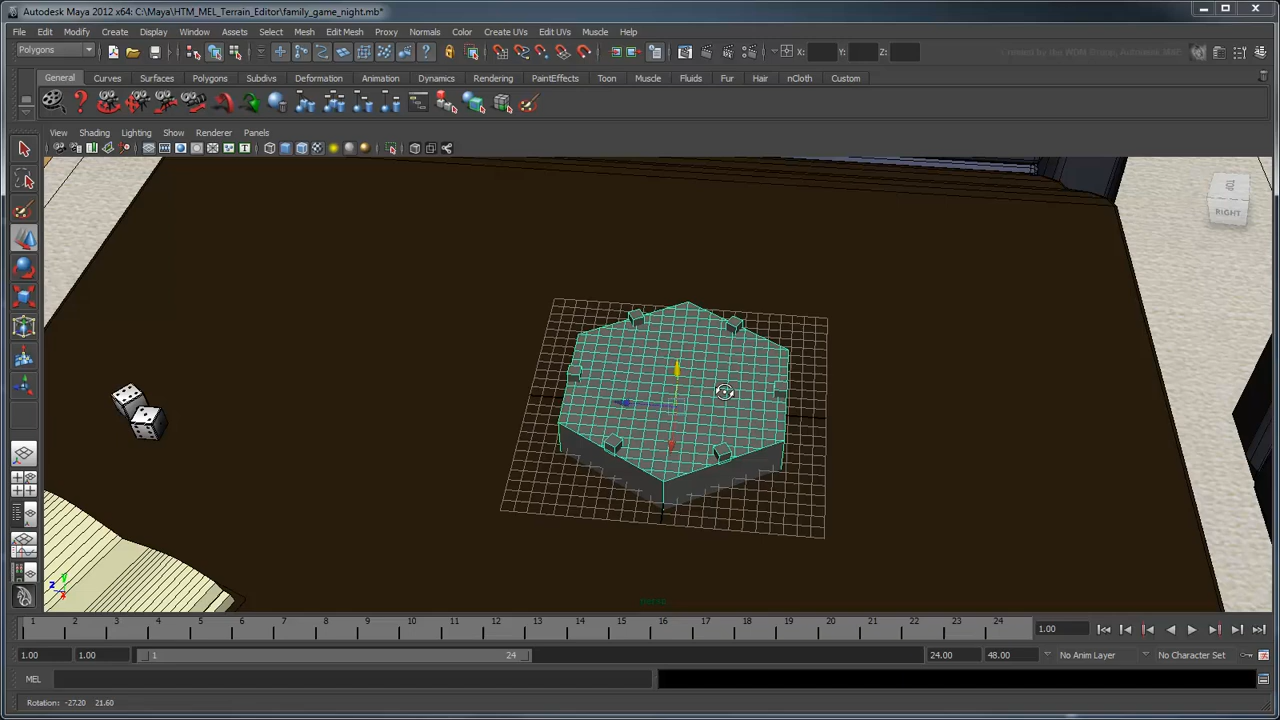 Autodesk Maya 2012 x64: C:\Maya\HTM_MEL_Terrain_Editor\family_game_night.mb*
File Edit Modify Create Display Window Assets Select Mesh Edit Mesh Proxy Normals Color Create UVs Edit UVs Muscle Help
Polygons X: Y: Z:
General Curves Surfaces Polygons Subdivs Deformation Animation Dynamics Rendering PaintEffects Toon Muscle Fluids Fur Hair nCloth Custom
View Shading Lighting Show Renderer Panels
TOP
RIGHT
y
z
x
persp
1 2 3 4 5 6 7 8 9 10 11 12 13 14 15 16 17 18 19 20 21 22 23 24 1.00
1.00 1.00 1 24 24.00 48.00 No Anim Layer No Character Set
MEL
Rotation: -27.20 21.60